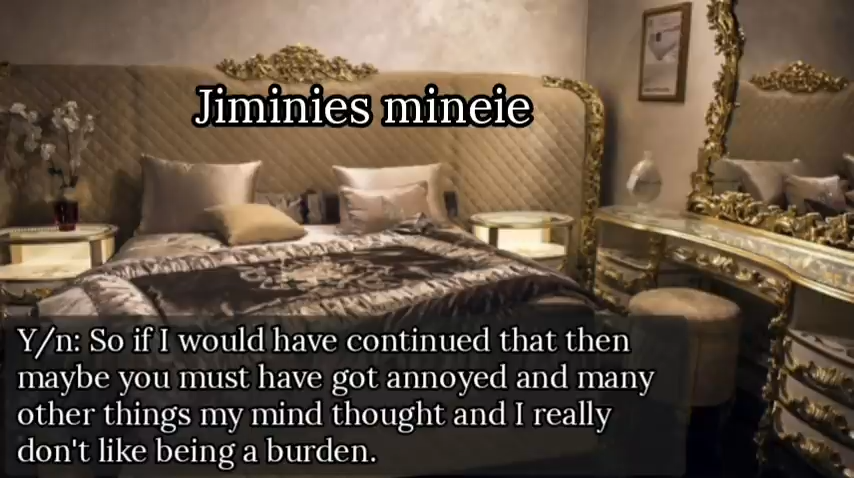 Jiminies mineie
Y/n: So if I would have continued that then
maybe you must have got annoyed and many
other things my mind thought and I really
don't like being a burden.